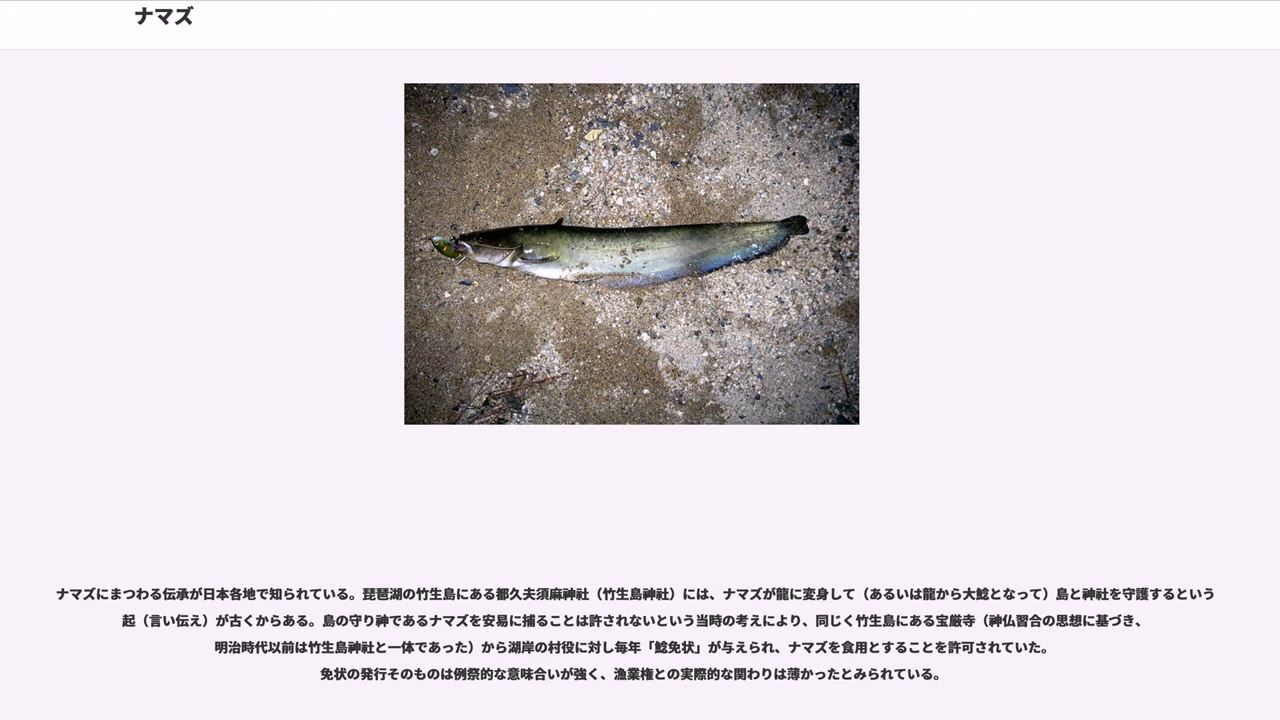 ナマズ
ナマズにまつわる伝承が日本各地で知られている。琵琶湖の竹生島にある都久夫須麻神社（竹生島神社）には、ナマズが龍に変身して（あるいは龍から大鯰となって）島と神社を守護するという
起（言い伝え）が古くからある。島の守り神であるナマズを安易に捕ることは許されないという当時の考えにより、同じく竹生島にある宝厳寺（神仏習合の思想に基づき、
明治時代以前は竹生島神社と一体であった）から湖岸の村役に対し毎年「鯰免状」が与えられ、ナマズを食用とすることを許可されていた。
免状の発行そのものは例祭的な意味合いが強く、漁業権との実際的な関わりは薄かったとみられている。